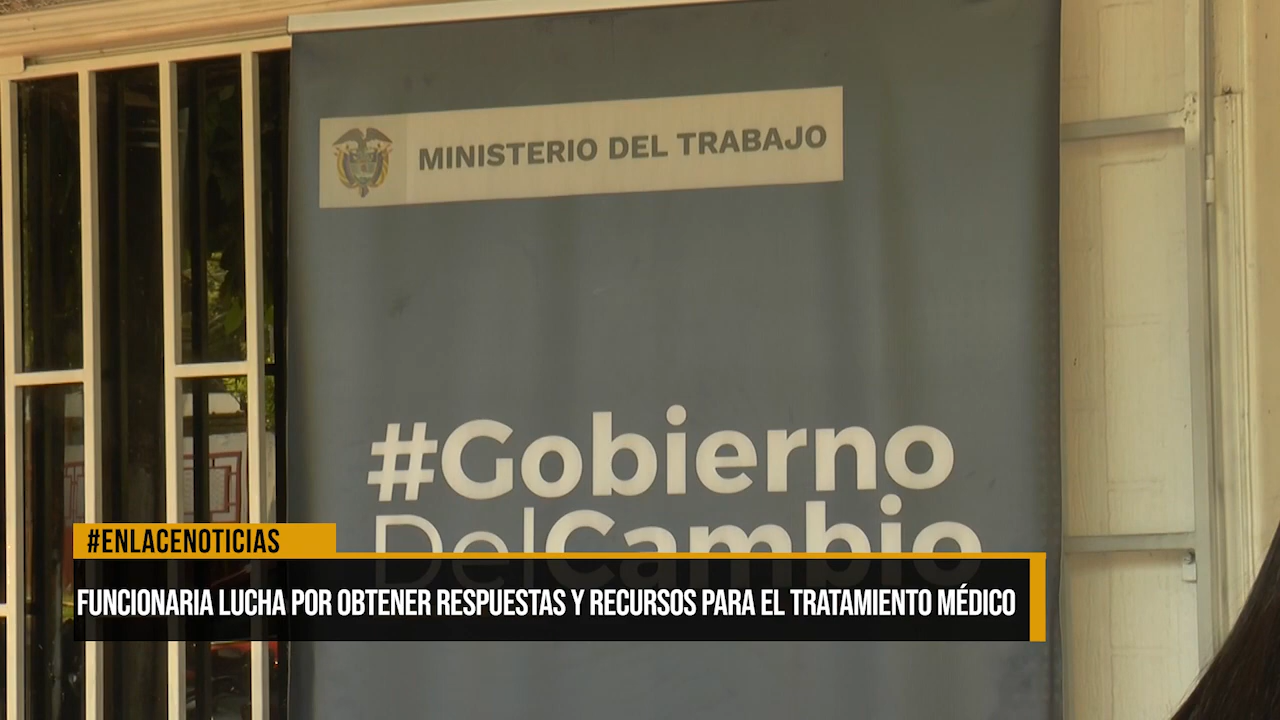 MINISTERIO DEL TRABAJO
#Gobierno
DelCambio
#ENLACENOTICIAS
FUNCIONARIA LUCHA POR OBTENER RESPUESTAS Y RECURSOS PARA EL TRATAMIENTO MÉDICO